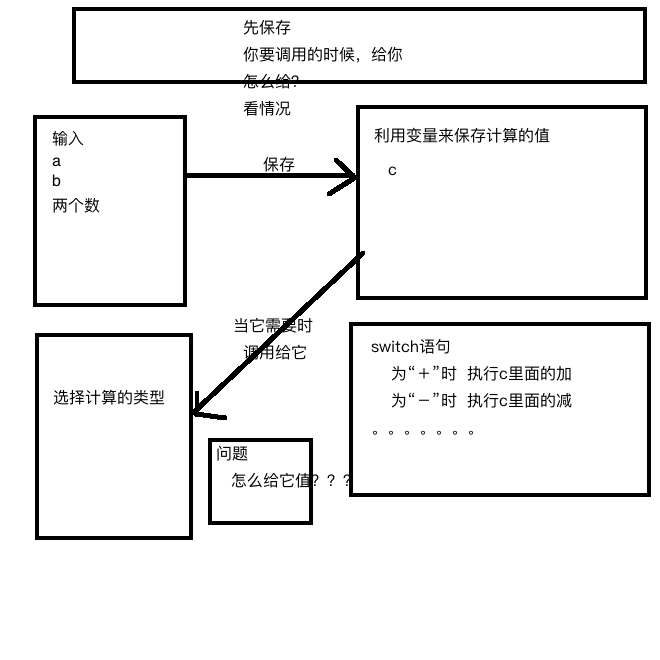 先保存
你要调用的时候，给你
怎么给？
看情况
输入
a
b
两个数
保存
利用变量来保存计算的值
c
当它需要时
调用给它
选择计算的类型
问题
怎么给它值？？？
switch语句
为“＋”时 执行c里面的加
为“－”时 执行c里面的减
。。。。。。。